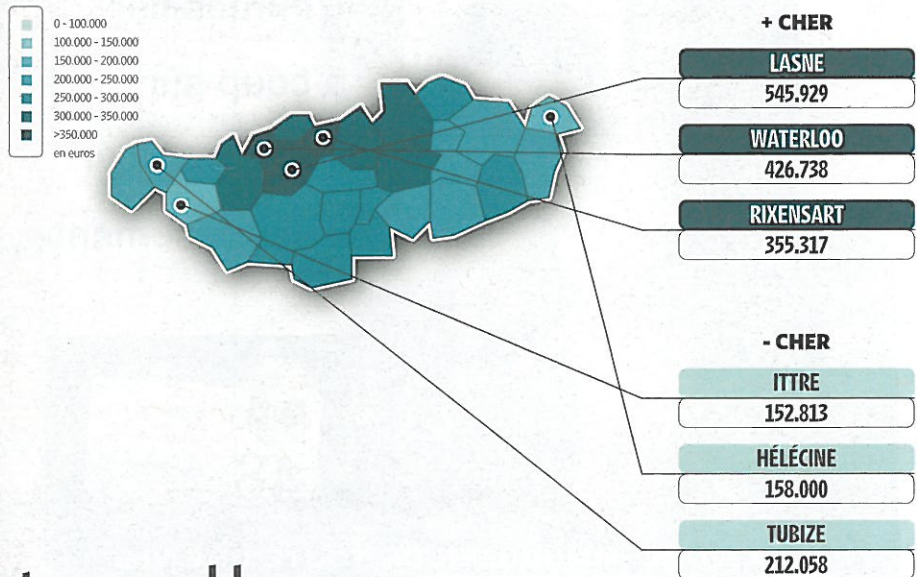 0 - 100.000
100.000 - 150.000
150.000 - 200.000
200.000 - 250.000
250.000 - 300.000
300.000 - 350.000
>350.000
en euros
+ CHER
LASNE
545.929
WATERLOO
426.738
RIXENSART
355.317
- CHER
ITTRE
152.813
HÉLÉCINE
158.000
TUBIZE
212.058